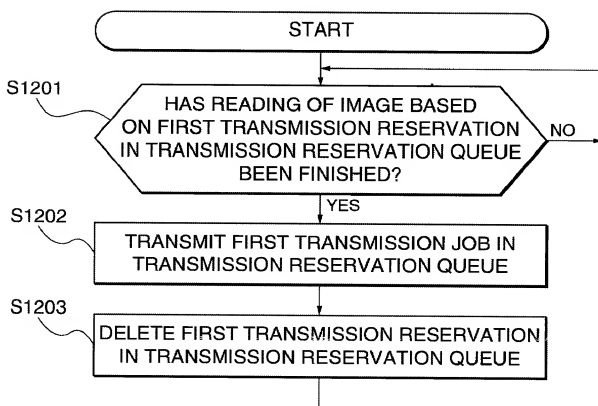 START
S1201
HAS READING OF IMAGE BASED
ON FIRST TRANSMISSION RESERVATION
IN TRANSMISSION RESERVATION QUEUE
BEEN FINISHED?
NO
YES
S1202
TRANSMIT FIRST TRANSMISSION JOB IN
TRANSMISSION RESERVATION QUEUE
S1203
DELETE FIRST TRANSMISSION RESERVATION
IN TRANSMISSION RESERVATION QUEUE